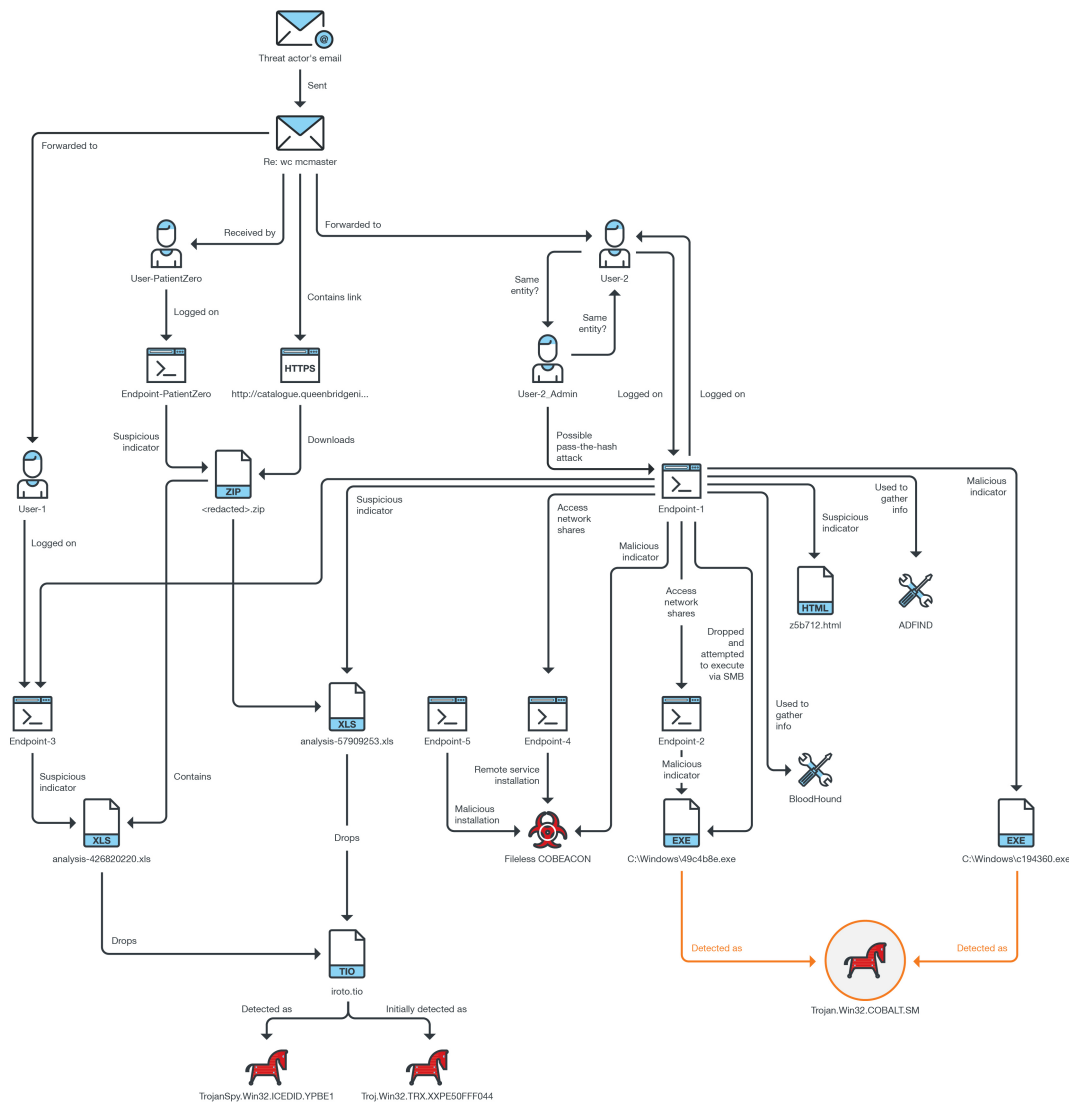 @
Threat actor's email
Sent
Re: wc mcmaster
Forwarded to
Received by
Forwarded to
User-PatientZero
User-2
Contains link
Logged on
Same
entity?
Same
entity?
HTTPS
Endpoint-PatientZero
http://catalogue.queenbridgeni...
User-2_Admin
Logged on
Logged on
Suspicious
indicator
Downloads
Possible
pass-the-hash
attack
ZIP
User-1
<redacted>.zip
Endpoint-1
Suspicious
indicator
Access
network
shares
Malicious
indicator
Suspicious
indicator
Used to
gather
info
Malicious
indicator
Logged on
Access
network
shares
HTML
z5b712.html
ADFIND
Dropped
and
attempted
to execute
via SMB
Used to
gather
info
XLS
Endpoint-3
analysis-57909253.xls
Endpoint-5
Endpoint-4
Endpoint-2
Suspicious
indicator
Contains
Remote service
installation
Malicious
indicator
BloodHound
Malicious
installation
XLS
EXE
EXE
Drops
analysis-426820220.xls
Fileless COBEACON
C:\Windows\49c4b8e.exe
C:\Windows\c194360.exe
Drops
Detected as
Detected as
TIO
iroto.tio
Trojan.Win32.COBALT.SM
Detected as
Initially detected as
TrojanSpy.Win32.ICEDID.YPBE1
Troj.Win32.TRX.XXPE50FFF044